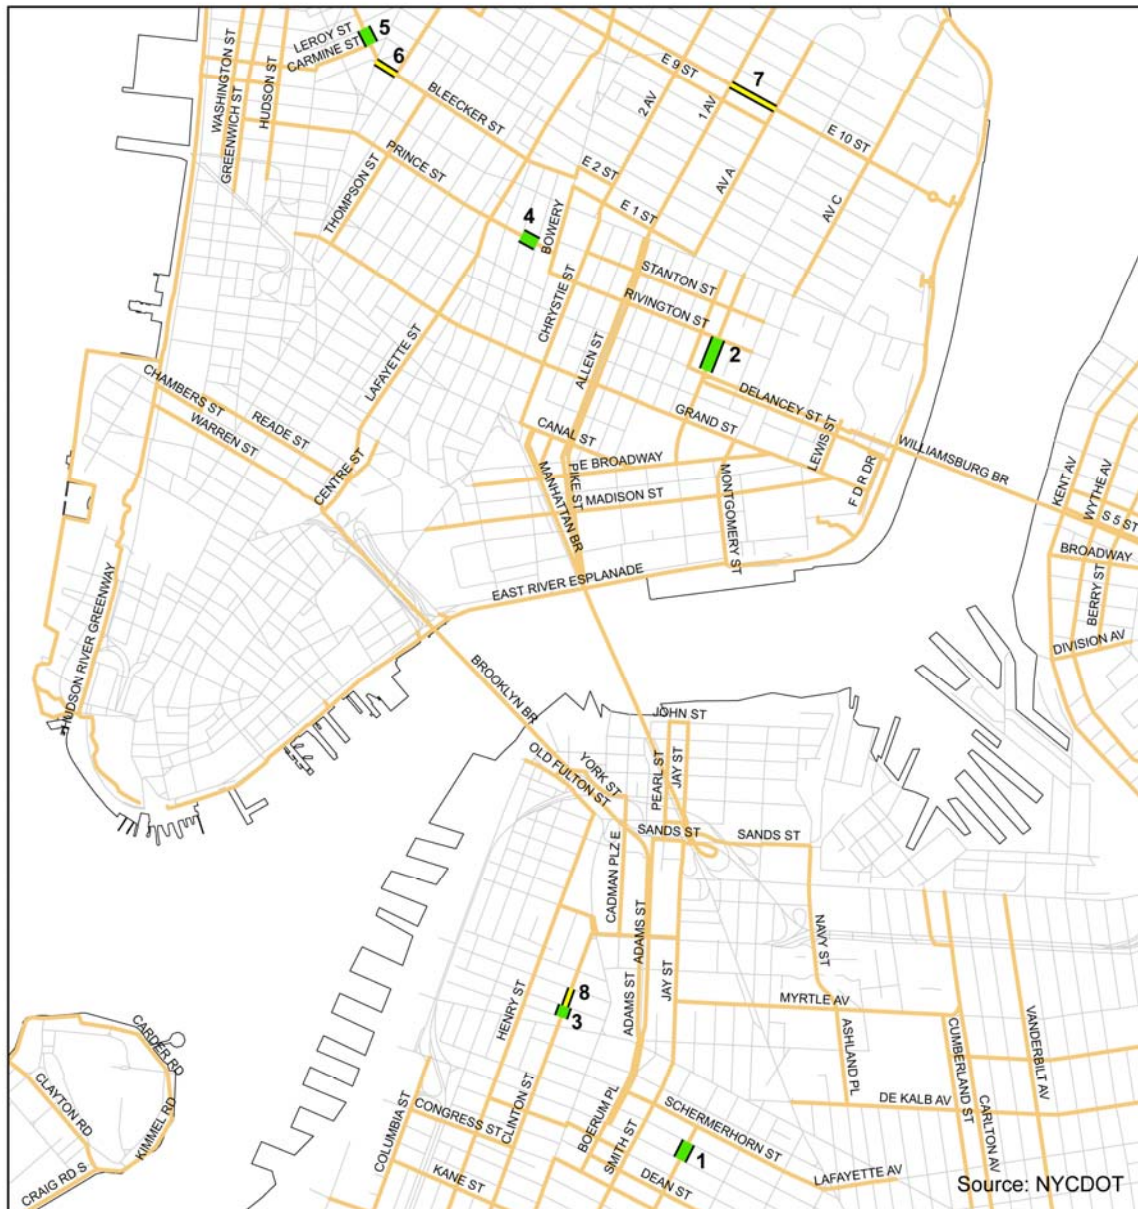 5
LEROY ST
CARMINE ST
6
WASHINGTON ST
GREENWICH ST
HUDSON ST
BLEECKER ST
E 9 ST
7
2 AV
1 AV
E 10 ST
PRINCE ST
THOMPSON ST
E 2 ST
AV A
AV C
4
BOWERY
E 1 ST
STANTON ST
RIVINGTON ST
CHRYSTIE ST
LAFAYETTE ST
ALLEN ST
2
CHAMBERS ST
READE ST
WARREN ST
DELANCEY ST
GRAND ST
LEWIS ST
WILLIAMSBURG BR
CANAL ST
E BROADWAY
CENTRE ST
MANHATTAN BR
PIKE ST
MADISON ST
MONTGOMERY ST
F D R DR
KENT AV
WYTHE AV
S 5 ST
BROADWAY
BERRY ST
DIVISION AV
EAST RIVER ESPLANADE
HUDSON RIVER GREENWAY
BROOKLYN BR
JOHN ST
OLD FULTON ST
YORK ST
PEARL ST
JAY ST
SANDS ST
SANDS ST
CADMAN PLZ E
ADAMS ST
NAVY ST
ADAMS ST
JAY ST
HENRY ST
8
3
MYRTLE AV
ASHLAND PL
CUMBERLAND ST
VANDERBILT AV
CARDER RD
CLAYTON RD
KIMMEL RD
CRAIG RD S
CLINTON ST
COLUMBIA ST
CONGRESS ST
BOERUM PL
SMITH ST
SCHERMERHORN ST
DE KALB AV
CARLTON AV
1
KANE ST
DEAN ST
LAFAYETTE AV
Source: NYCDOT